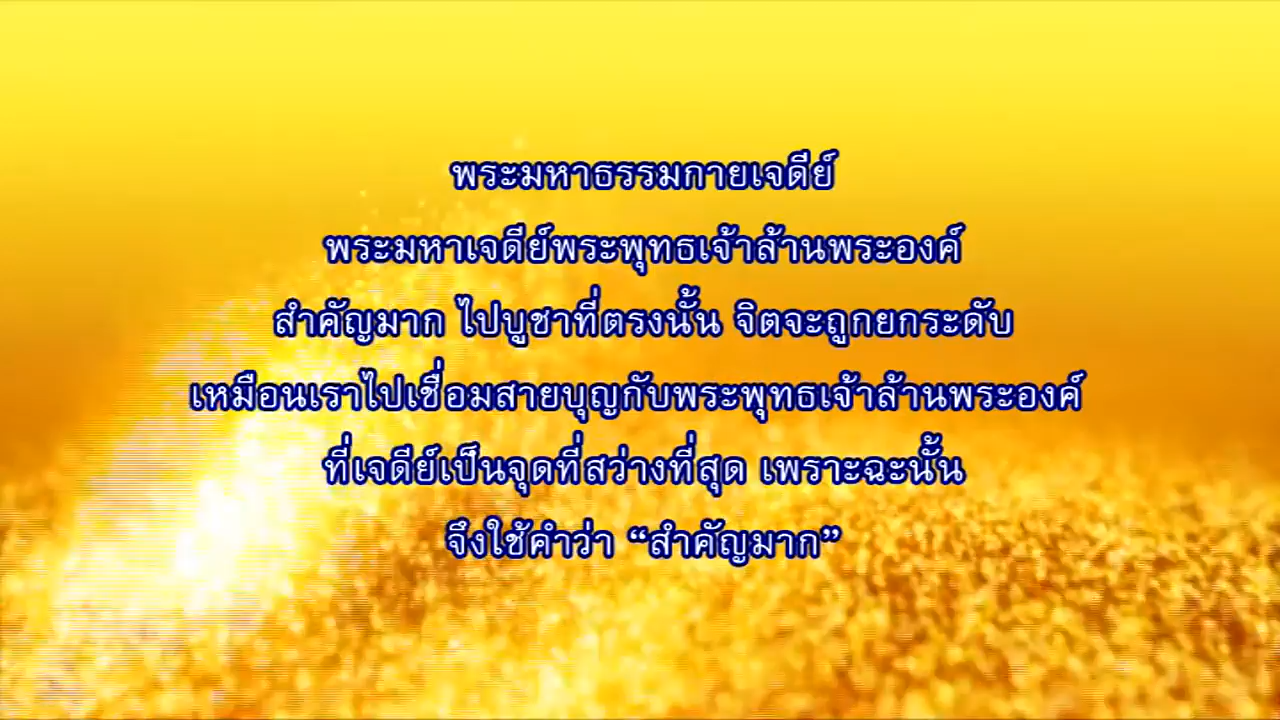 พระมหาธรรมกายเจดีย์
พระมหาเจดีย์พระพุทธเจ้าล้านพระองค์
สำคัญมาก ไปบูชาที่ตรงนั้น จิตจะถูกยกระดับ
เหมือนเราไปเชื่อมสายบุญกับพระพุทธเจ้าล้านพระองค์
ที่เจดีย์เป็นจุดที่สว่างที่สุด เพราะฉะนั้น
จึงใช้คำว่า “สำคัญมาก”